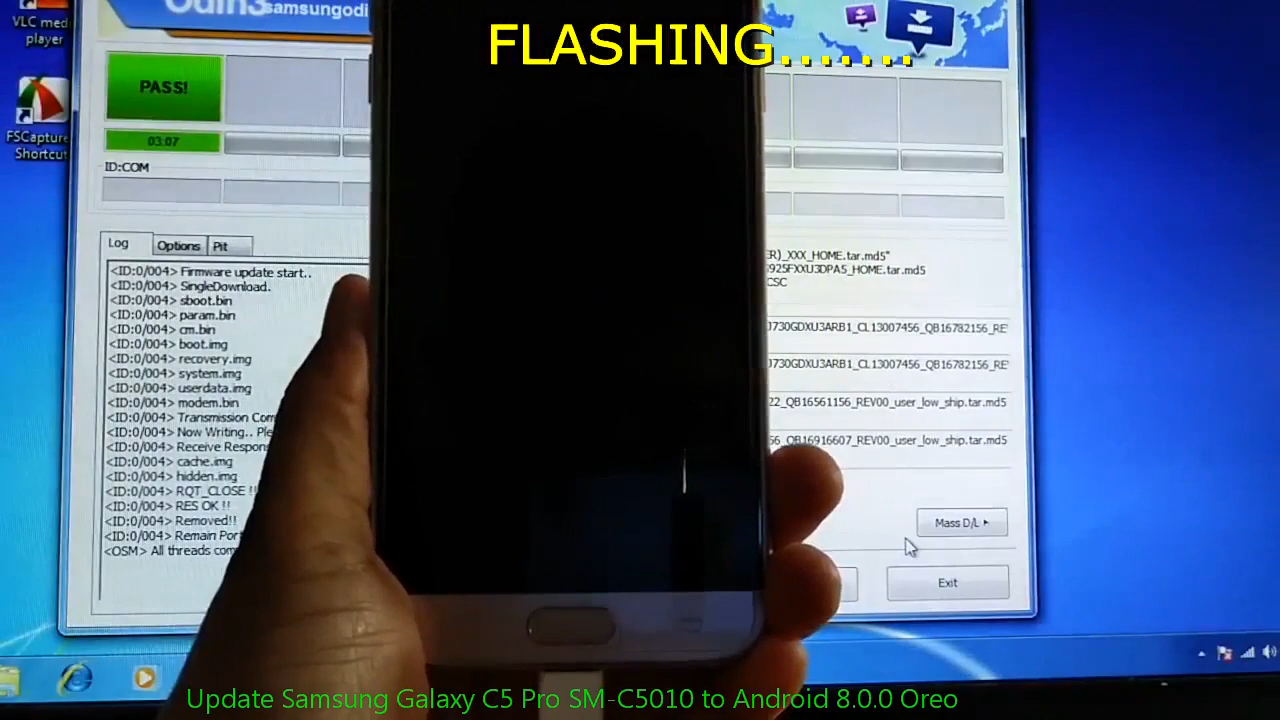 VLC media
player
Odin3
samsungodi
FLASHING.......
FSCapture
Shortcut
PASS!
03:07
ID:COM
Log
Options
Pit
<ID:0/004> Firmware update start..
<ID:0/004> SingleDownload.
<ID:0/004> sboot.bin
<ID:0/004> param.bin
<ID:0/004> cm.bin
<ID:0/004> boot.img
<ID:0/004> recovery.img
<ID:0/004> system.img
<ID:0/004> userdata.img
<ID:0/004> modem.bin
<ID:0/004> Transmission Com
<ID:0/004> Now Writing.. Ple
<ID:0/004> Receive Respons
<ID:0/004> cache.img
<ID:0/004> hidden.img
<ID:0/004> RQT_CLOSE !!
<ID:0/004> RES OK !!
<ID:0/004> Removed!!
<ID:0/004> Remain Port
<OSM> All threads com
ER)_XXX_HOME.tar.md5"
G925FXXU3DPA5_HOME.tar.md5
CSC
J730GDXU3ARB1_CL13007456_QB16782156_RE
J730GDXU3ARB1_CL13007456_QB16782156_RE
22_QB16561156_REV00_user_low_ship.tar.md5
56_QB16916607_REV00_user_low_ship.tar.md5
Mass D/L
Exit
Update Samsung Galaxy C5 Pro SM-C5010 to Android 8.0.0 Oreo